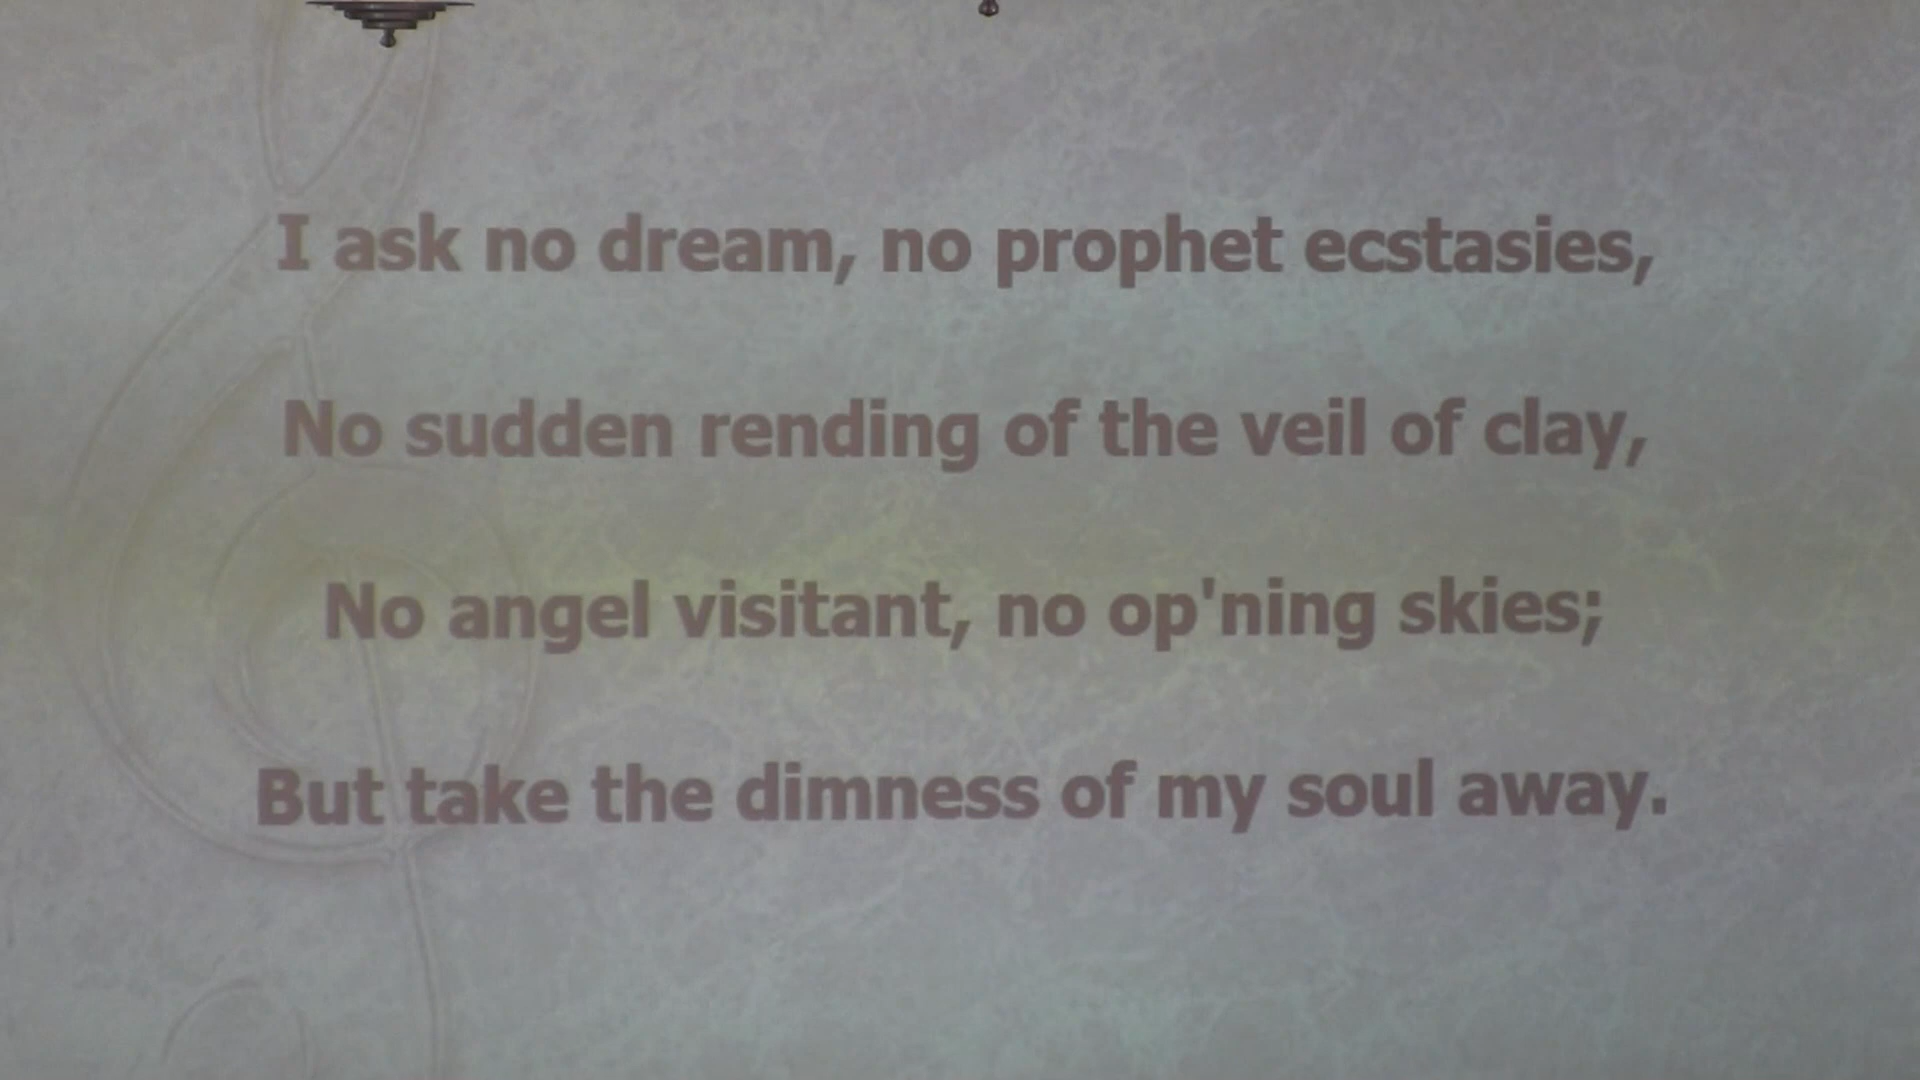 I ask no dream, no prophet ecstasies,
No sudden rending of the veil of clay,
No angel visitant, no op'ning skies;
But take the dimness of my soul away.